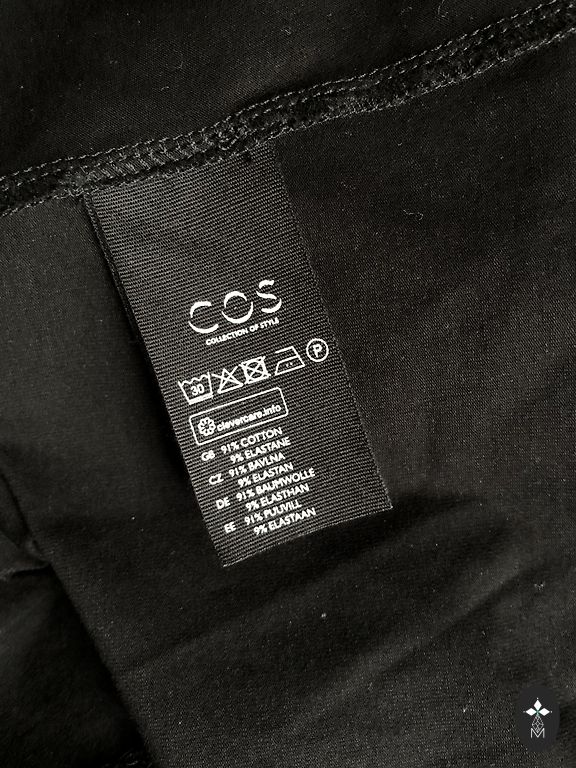 COS
COLLECTION OF STYLE
30
P
clevercare.info
GB 91% COTTON
9% ELASTANE
CZ 91% BAVLNA
9% ELASTAN
DE 91% BAUMWOLLE
9% ELASTHAN
EE 91% PUUVILL
9% ELASTAAN
M